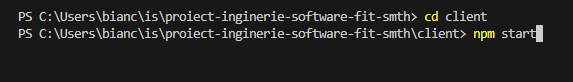 PS C:\Users\bianc\is\proiect-inginerie-software-fit-smth> cd client
PS C:\Users\bianc\is\proiect-inginerie-software-fit-smth\client> npm start